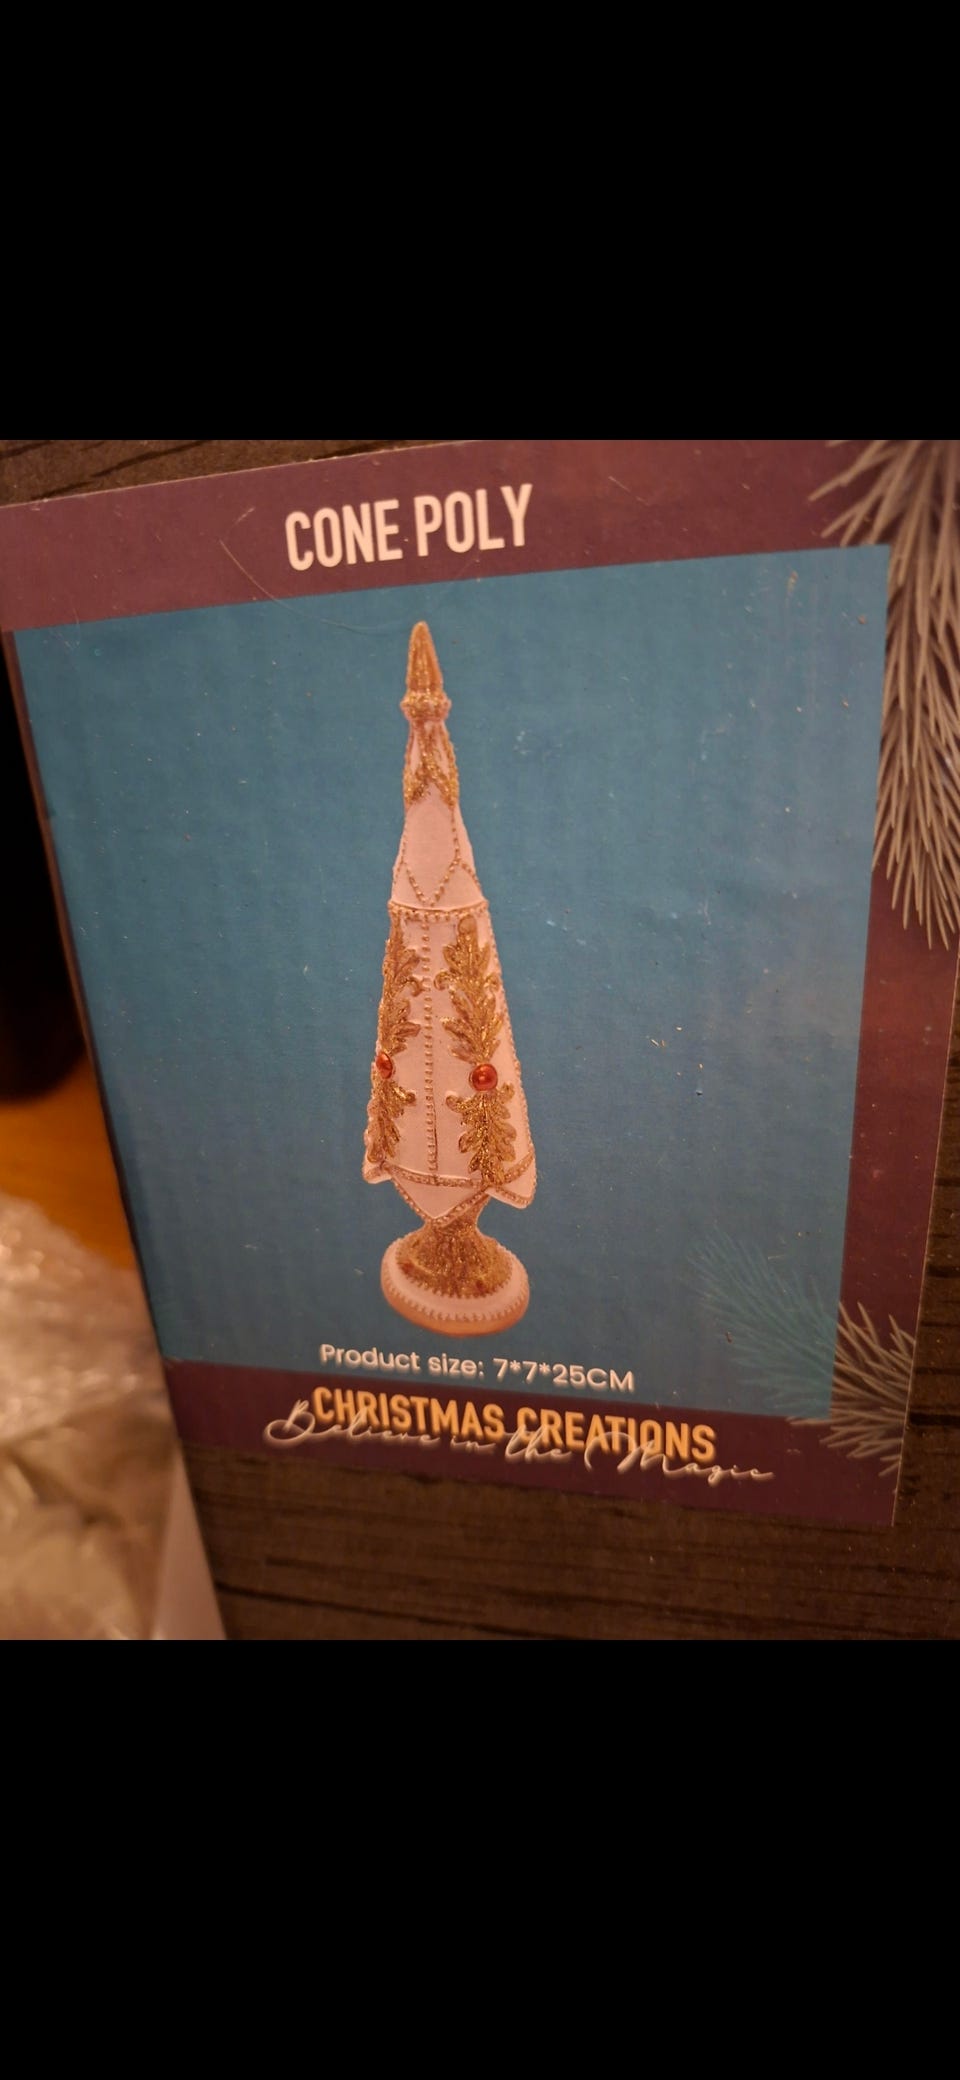 CONE POLY
Product size: 7*7*25CM
CHRISTMAS CREATIONS
Believe in the Magic